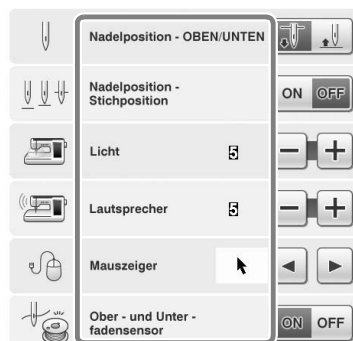 Nadelposition - OBEN/UNTEN
Nadelposition -
Stichposition
ON OFF
Licht 5 - +
Lautsprecher 5 - +
Mauszeiger
Ober - und Unter -
fadensensor
ON OFF